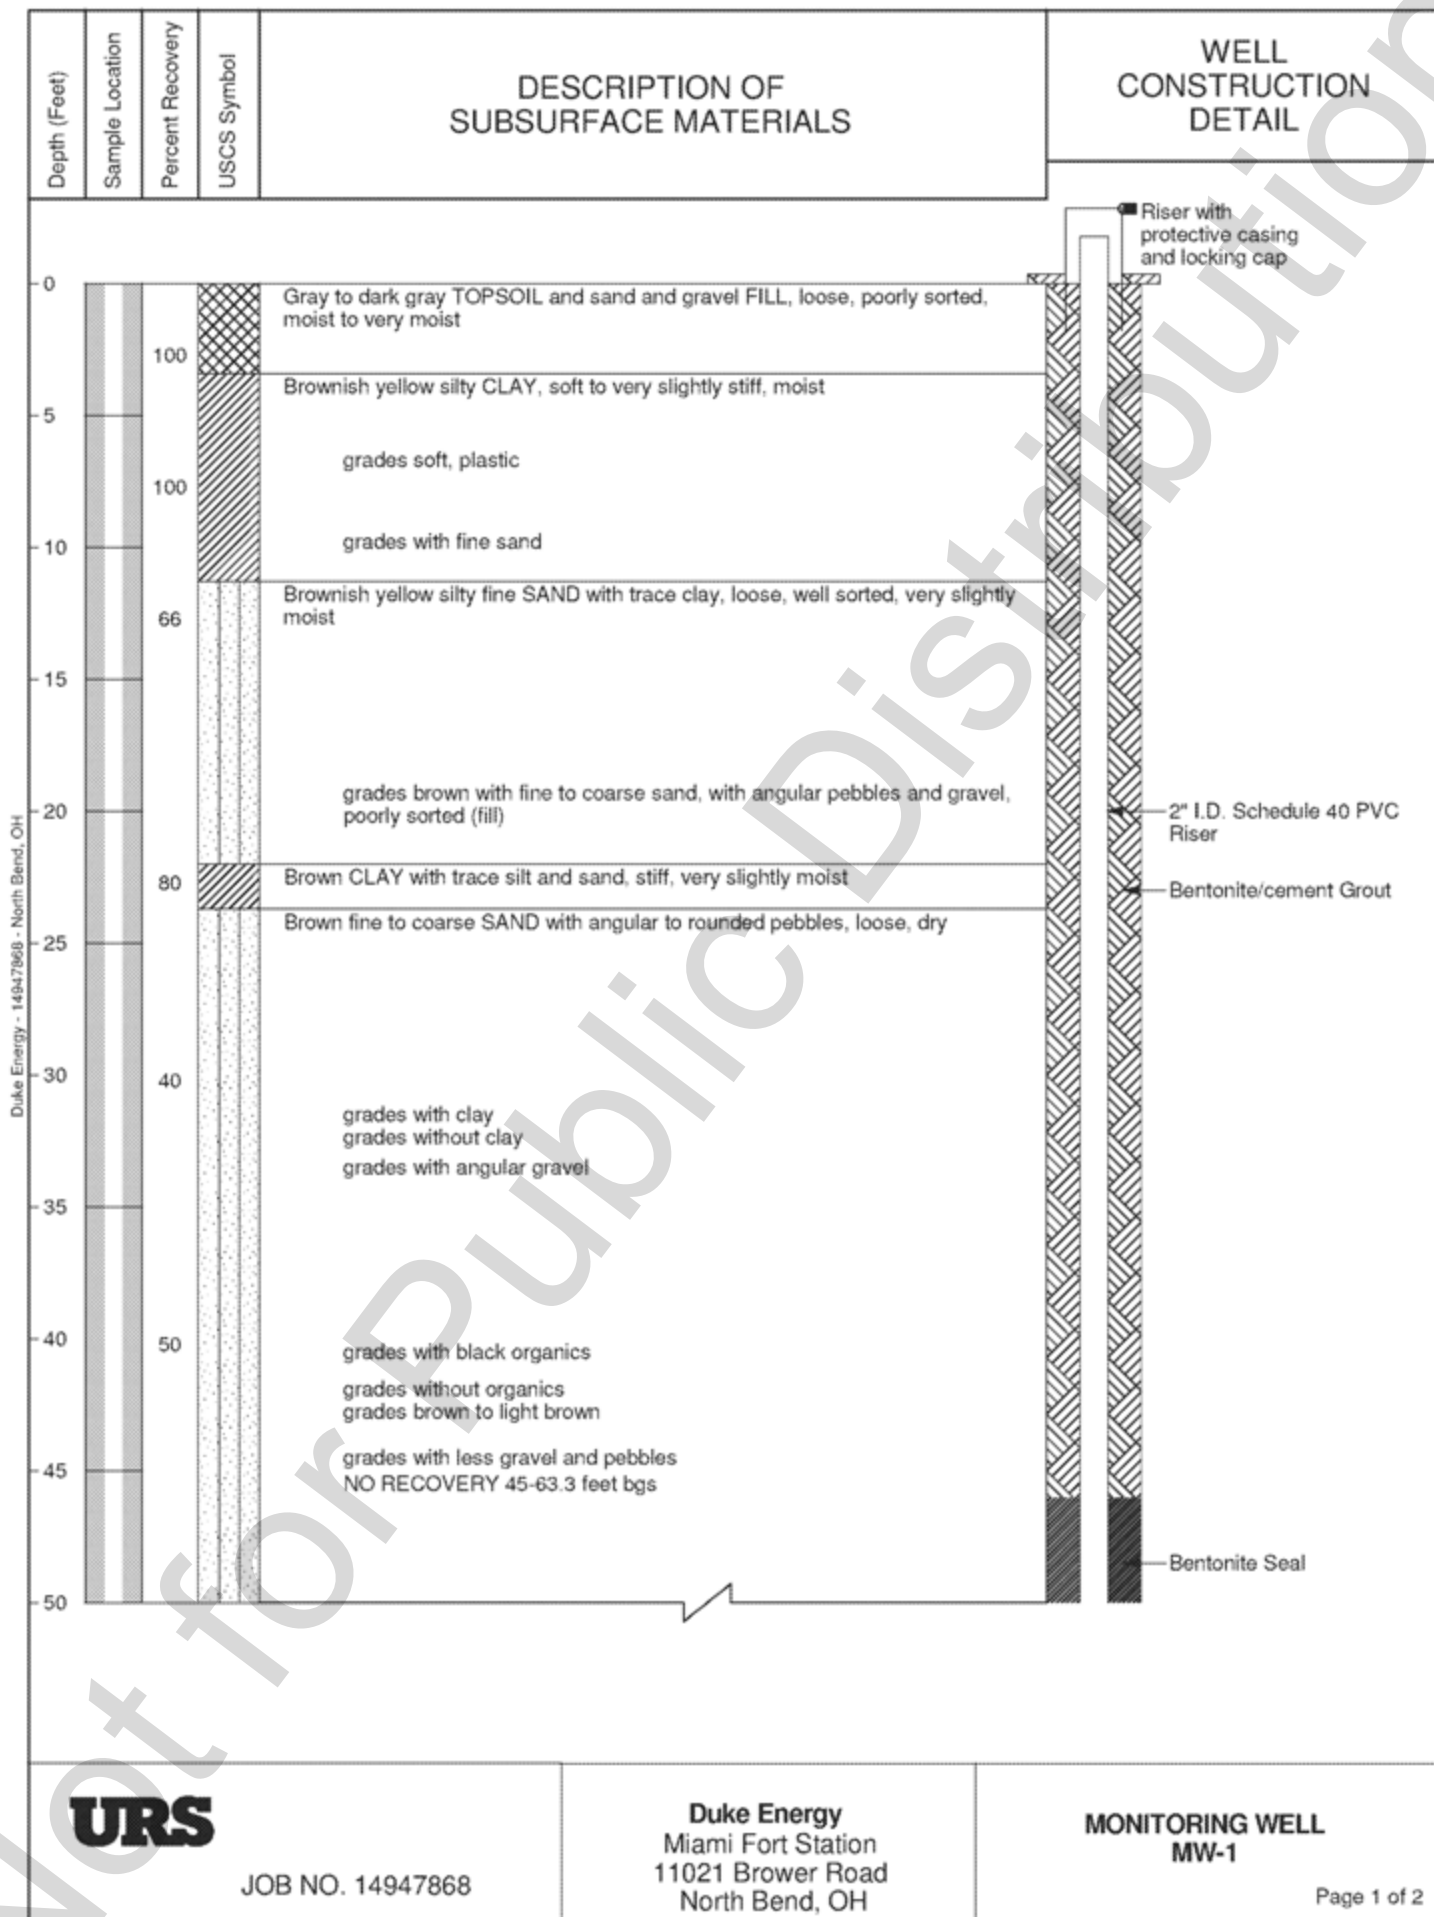 Depth (Feet)
Sample Location
Percent Recovery
USCS Symbol
DESCRIPTION OF
SUBSURFACE MATERIALS
WELL
CONSTRUCTION
DETAIL
Riser with
protective casing
and locking cap
0
Gray to dark gray TOPSOIL and sand and gravel FILL, loose, poorly sorted,
moist to very moist
100
Brownish yellow silty CLAY, soft to very slightly stiff, moist
5
grades soft, plastic
100
grades with fine sand
10
Brownish yellow silty fine SAND with trace clay, loose, well sorted, very slightly
moist
66
15
grades brown with fine to coarse sand, with angular pebbles and gravel,
poorly sorted (fill)
20
2" I.D. Schedule 40 PVC
Riser
80
Brown CLAY with trace silt and sand, stiff, very slightly moist
Bentonite/cement Grout
Brown fine to coarse SAND with angular to rounded pebbles, loose, dry
25
30
40
grades with clay
grades without clay
grades with angular gravel
35
40
50
grades with black organics
grades without organics
grades brown to light brown
grades with less gravel and pebbles
45
NO RECOVERY 45-63.3 feet bgs
Bentonite Seal
50
Duke Energy - 14947868 - North Bend, OH
Not for Public Distribution
URS
JOB NO. 14947868
Duke Energy
Miami Fort Station
11021 Brower Road
North Bend, OH
MONITORING WELL
MW-1
Page 1 of 2